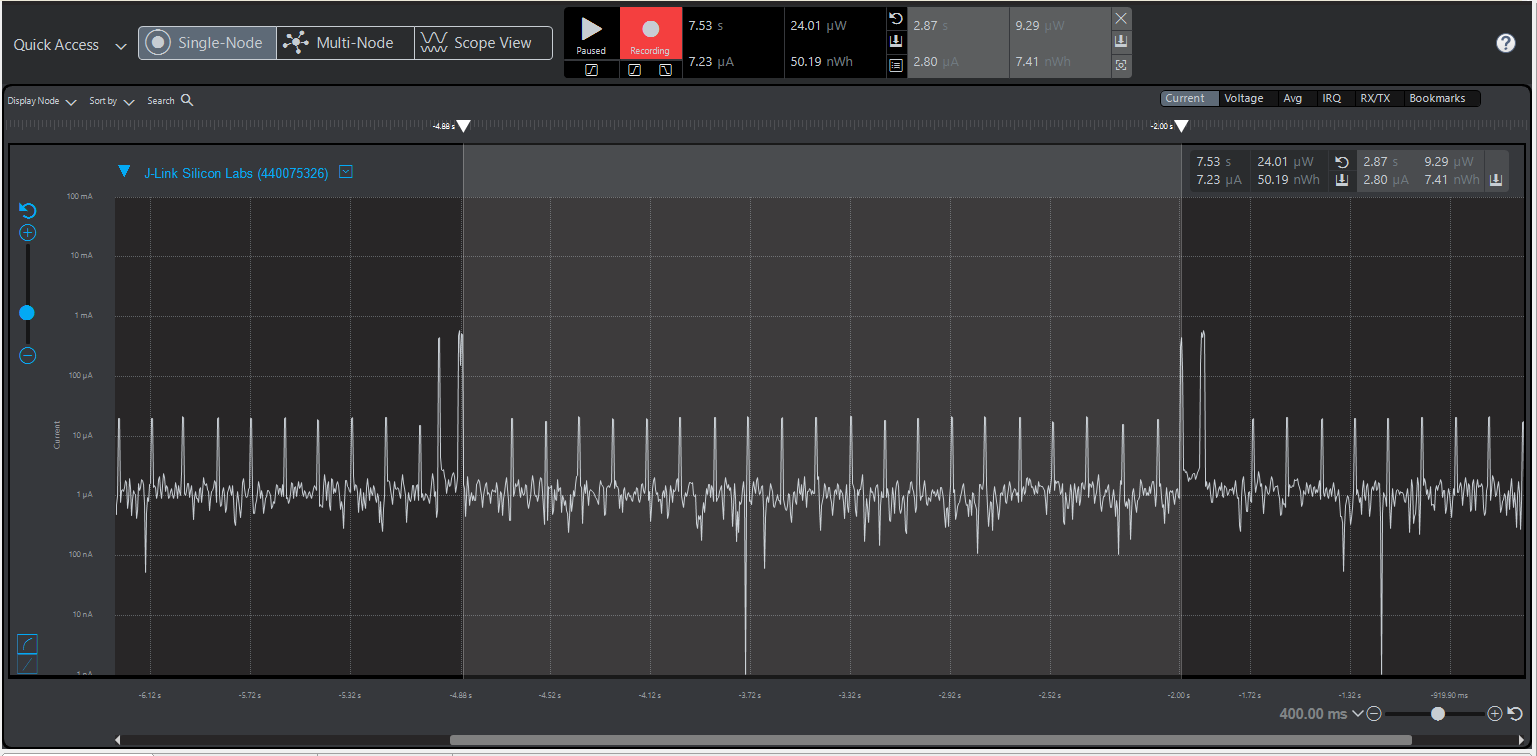 Quick Access
Single-Node
Multi-Node
Scope View
Paused
Recording
7.53 s
24.01 µW
7.23 µA
50.19 nWh
2.87 s
9.29 µW
2.80 µA
7.41 nWh
Display Node
Sort by
Search
Current
Voltage
Avg
IRQ
RX/TX
Bookmarks
-4.88 s
-2.00 s
J-Link Silicon Labs (440075326)
7.53 s
24.01 µW
2.87 s
9.29 µW
7.23 µA
50.19 nWh
2.80 µA
7.41 nWh
100 mA
10 mA
1 mA
100 µA
10 µA
1 µA
100 nA
10 nA
Current
-6.12 s
-5.72 s
-5.32 s
-4.88 s
-4.52 s
-4.12 s
-3.72 s
-3.32 s
-2.92 s
-2.52 s
-2.00 s
-1.72 s
-1.32 s
-919.90 ms
400.00 ms